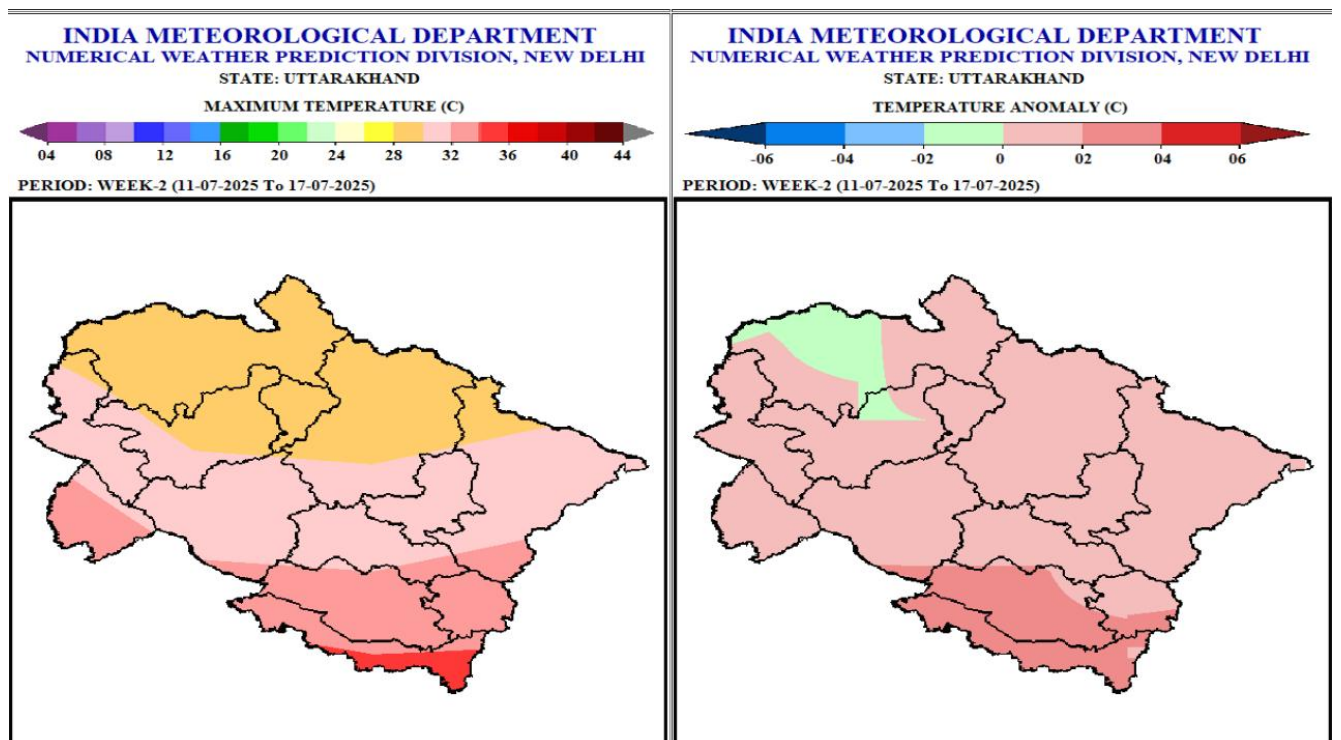 INDIA METEOROLOGICAL DEPARTMENT
NUMERICAL WEATHER PREDICTION DIVISION, NEW DELHI
STATE: UTTARAKHAND
MAXIMUM TEMPERATURE (C)
04 08 12 16 20 24 28 32 36 40 44
PERIOD: WEEK-2 (11-07-2025 To 17-07-2025)
INDIA METEOROLOGICAL DEPARTMENT
NUMERICAL WEATHER PREDICTION DIVISION, NEW DELHI
STATE: UTTARAKHAND
TEMPERATURE ANOMALY (C)
-06 -04 -02 0 02 04 06
PERIOD: WEEK-2 (11-07-2025 To 17-07-2025)